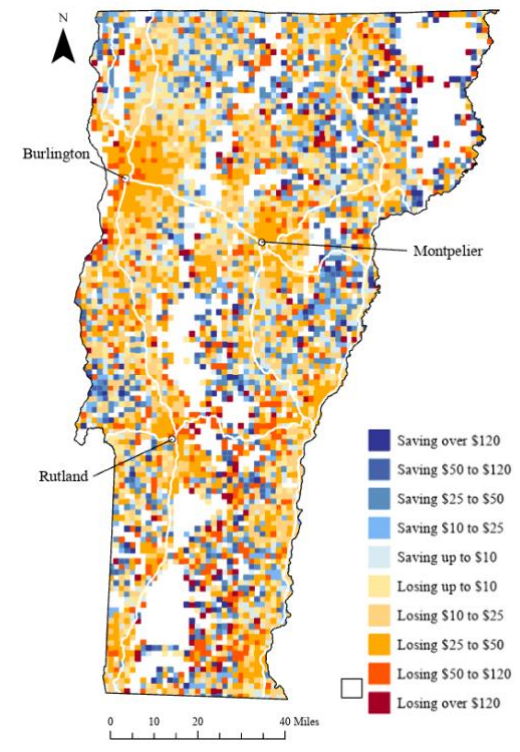 N
Burlington
Montpelier
Rutland
Saving over $120
Saving $50 to $120
Saving $25 to $50
Saving $10 to $25
Saving up to $10
Losing up to $10
Losing $10 to $25
Losing $25 to $50
Losing $50 to $120
Losing over $120
0 10 20 40 Miles